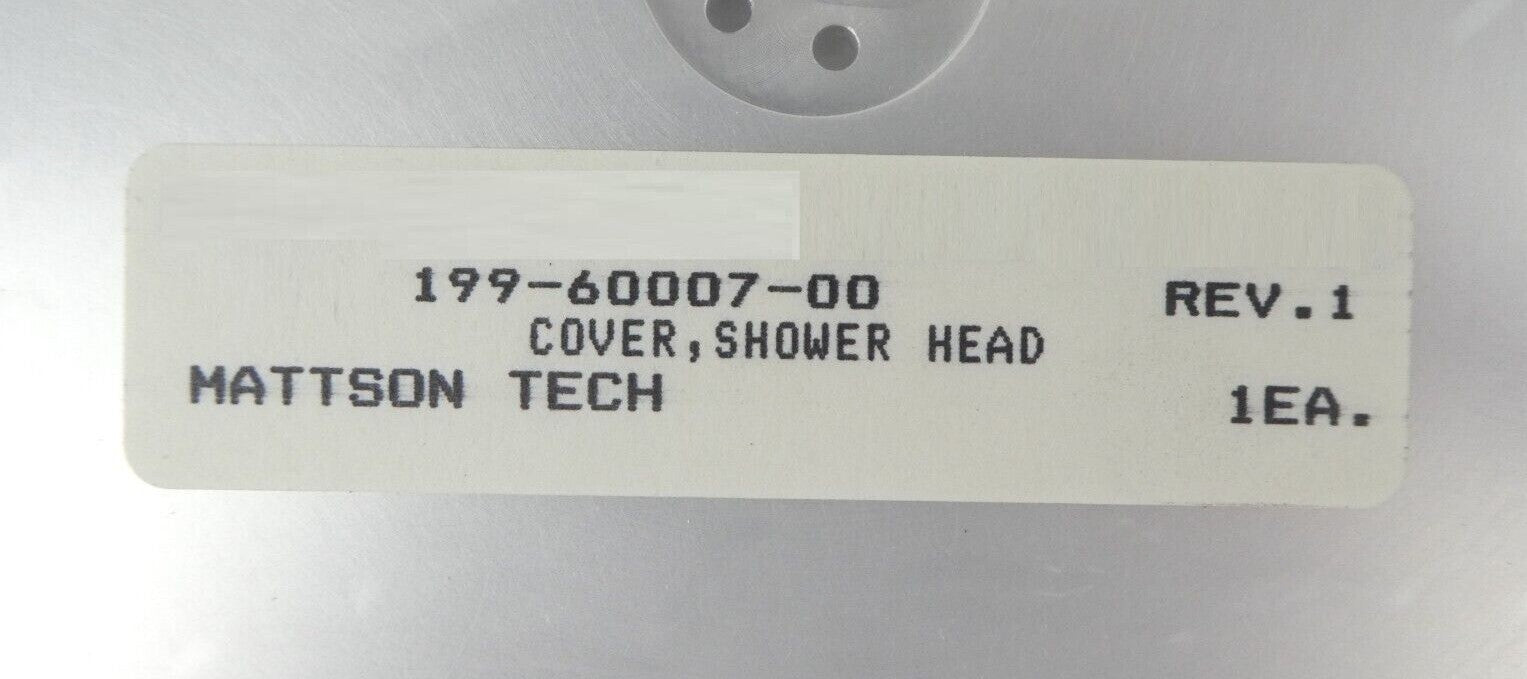 199-60007-00 REV.1
COVER,SHOWER HEAD
MATTSON TECH 1EA.